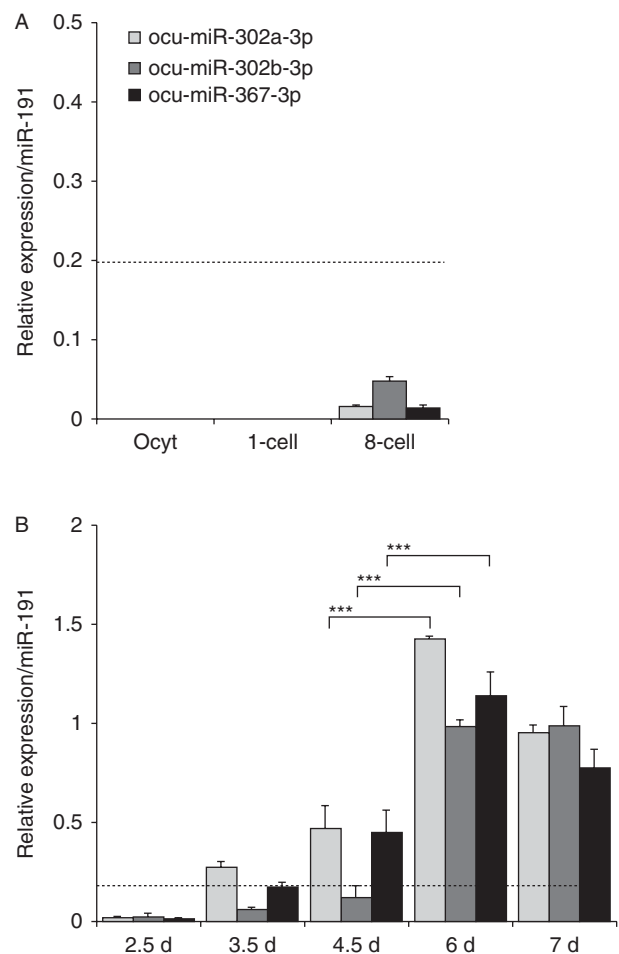 A
Relative expression/miR-191
0.5
0.4
0.3
0.2
0.1
0
ocu-miR-302a-3p
ocu-miR-302b-3p
ocu-miR-367-3p
Ocyt 1-cell 8-cell
B
Relative expression/miR-191
2
1.5
1
0.5
0
***
***
***
2.5 d 3.5 d 4.5 d 6 d 7 d